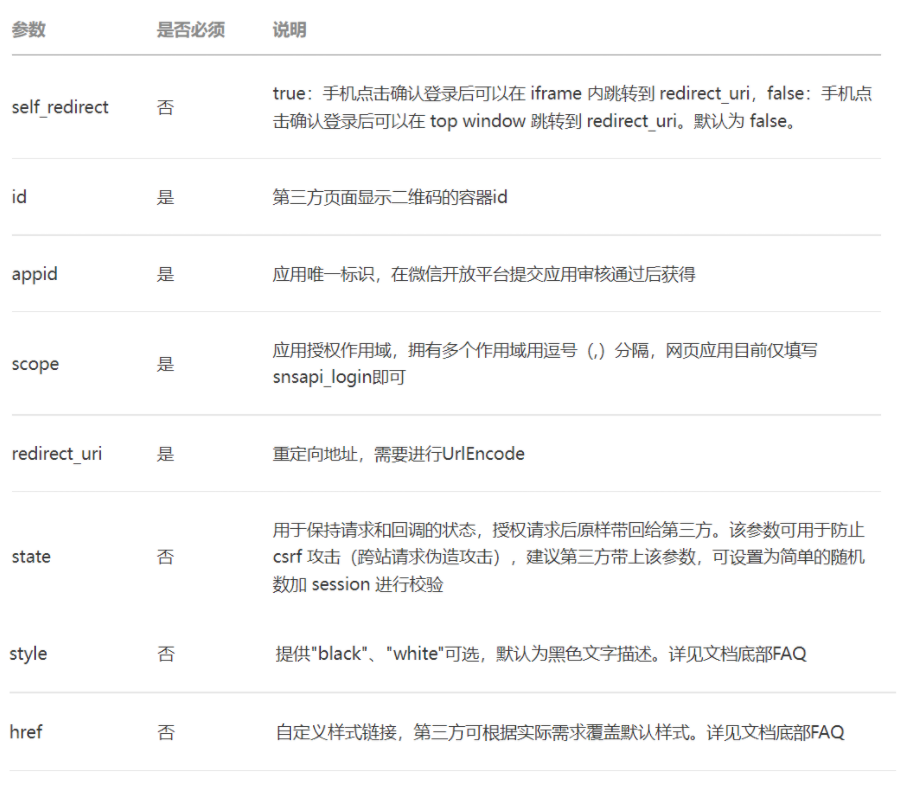 参数 是否必须 说明
self_redirect 否 true：手机点击确认登录后可以在 iframe 内跳转到 redirect_uri，false：手机点
击确认登录后可以在 top window 跳转到 redirect_uri。默认为 false。
id 是 第三方页面显示二维码的容器id
appid 是 应用唯一标识，在微信开放平台提交应用审核通过后获得
scope 是 应用授权作用域，拥有多个作用域用逗号（,）分隔，网页应用目前仅填写
snsapi_login即可
redirect_uri 是 重定向地址，需要进行UrlEncode
state 否 用于保持请求和回调的状态，授权请求后原样带回给第三方。该参数可用于防止
csrf 攻击（跨站请求伪造攻击），建议第三方带上该参数，可设置为简单的随机
数加 session 进行校验
style 否 提供"black"、"white"可选，默认为黑色文字描述。详见文档底部FAQ
href 否 自定义样式链接，第三方可根据实际需求覆盖默认样式。详见文档底部FAQ